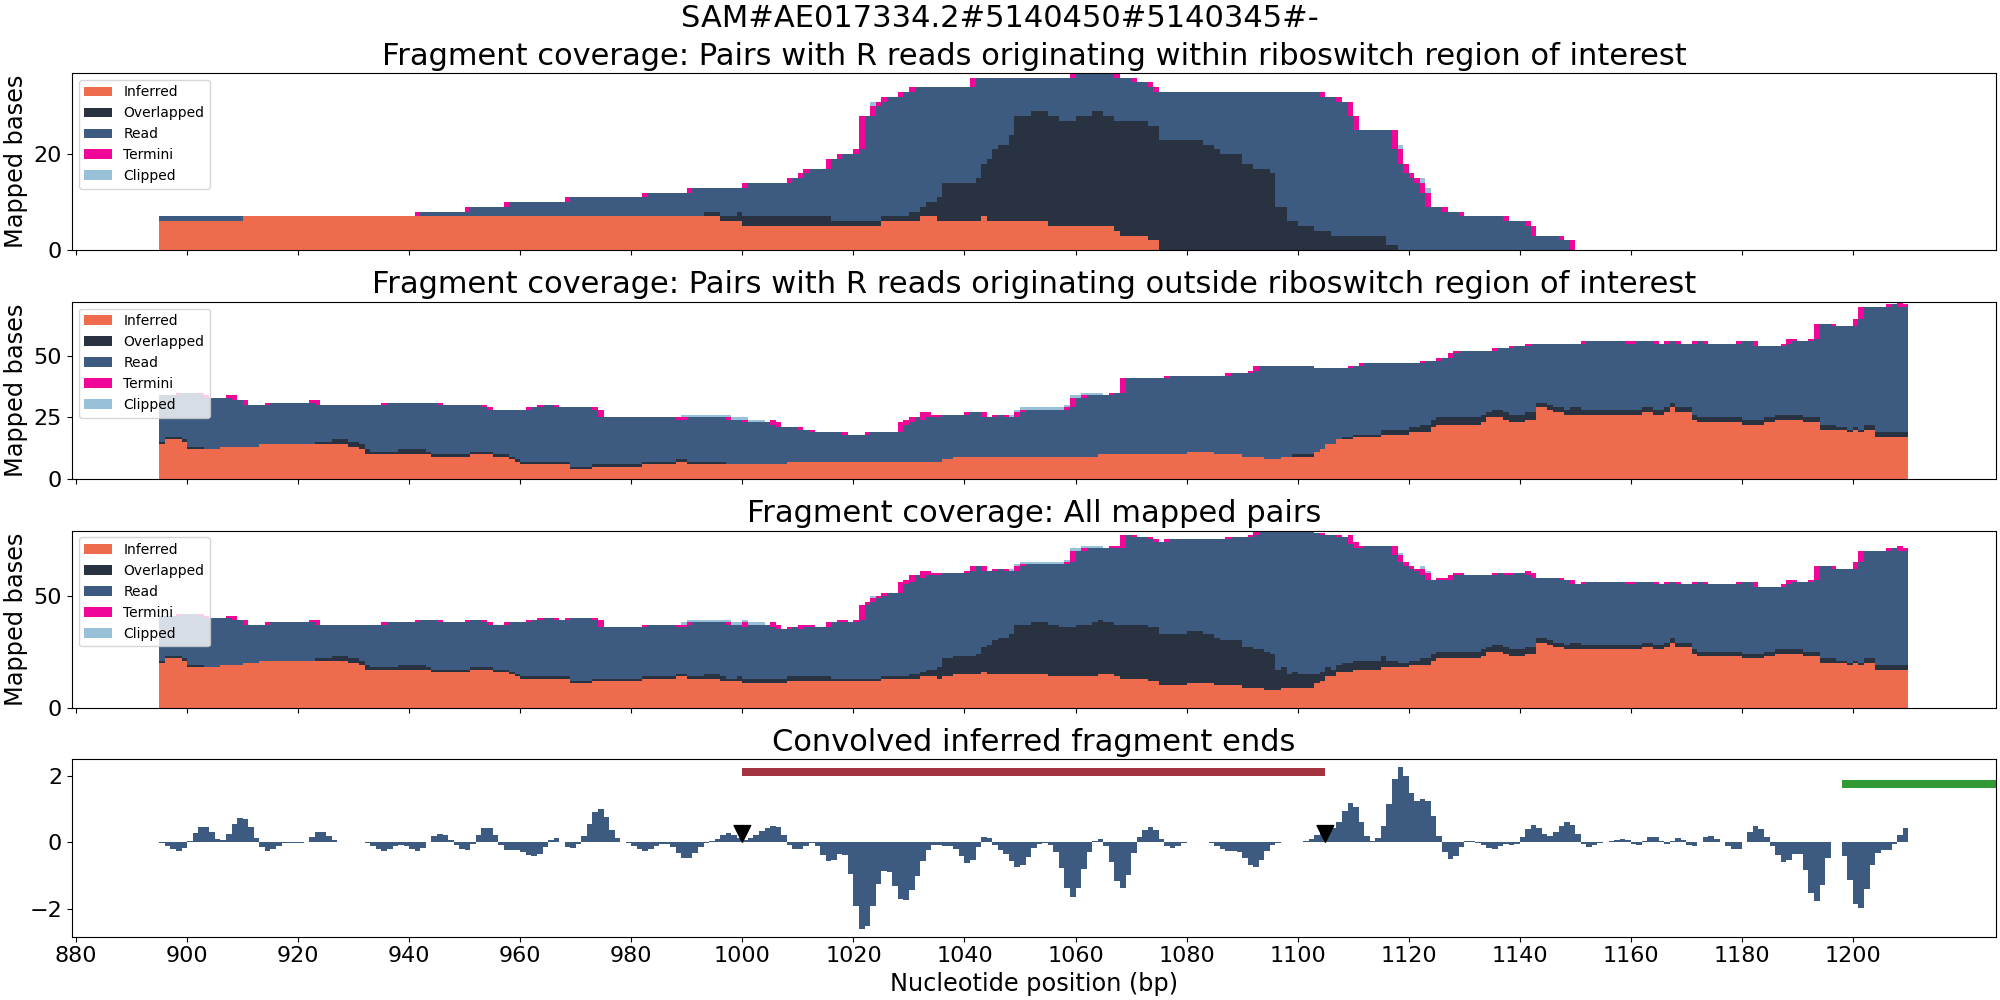 SAM#AE017334.2#5140450#5140345#-
Fragment coverage: Pairs with R reads originating within riboswitch region of interest
Mapped bases
20
0
Inferred
Overlapped
Read
Termini
Clipped
Fragment coverage: Pairs with R reads originating outside riboswitch region of interest
Mapped bases
50
25
0
Inferred
Overlapped
Read
Termini
Clipped
Fragment coverage: All mapped pairs
Mapped bases
50
0
Inferred
Overlapped
Read
Termini
Clipped
Convolved inferred fragment ends
2
0
−2
880 900 920 940 960 980 1000 1020 1040 1060 1080 1100 1120 1140 1160 1180 1200
Nucleotide position (bp)